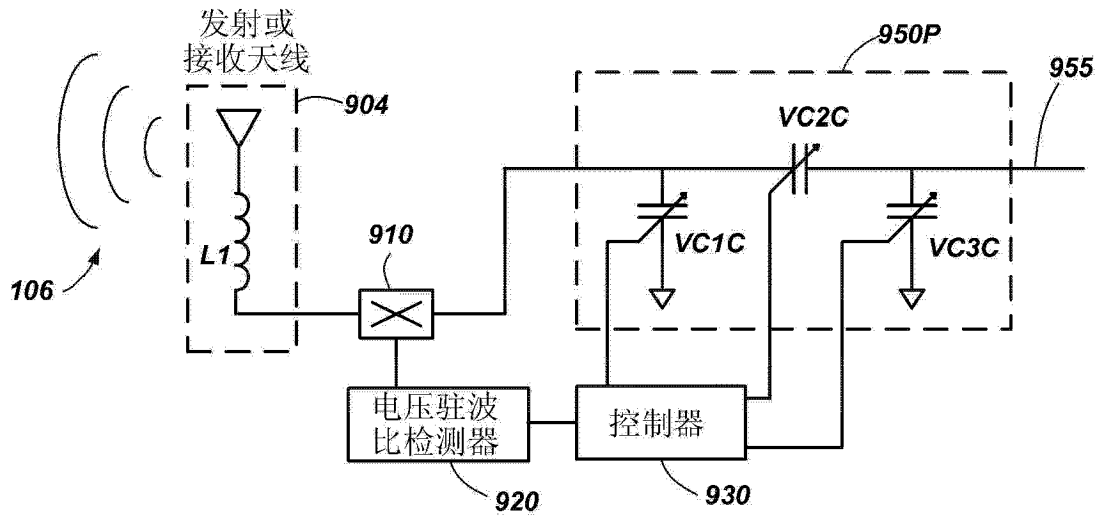 发射或
接收天线
904
950P
955
VC2C
L1
910
VC1C
VC3C
106
电压驻波
比检测器
控制器
920
930